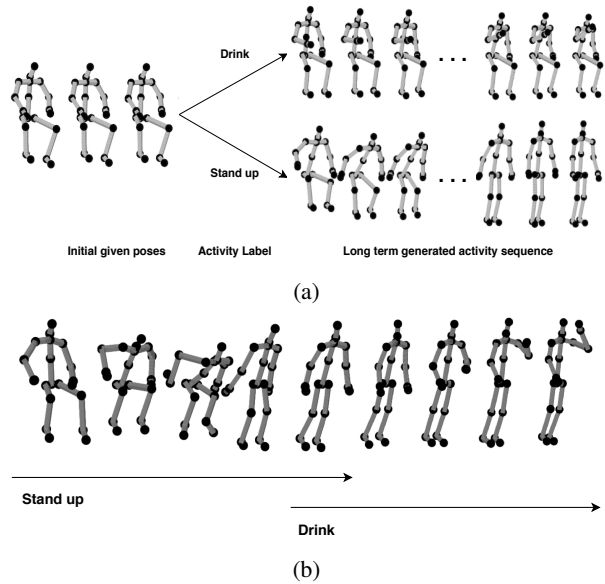 Drink
. . .
Stand up
. . .
Initial given poses
Activity Label
Long term generated activity sequence
(a)
Stand up
Drink
(b)